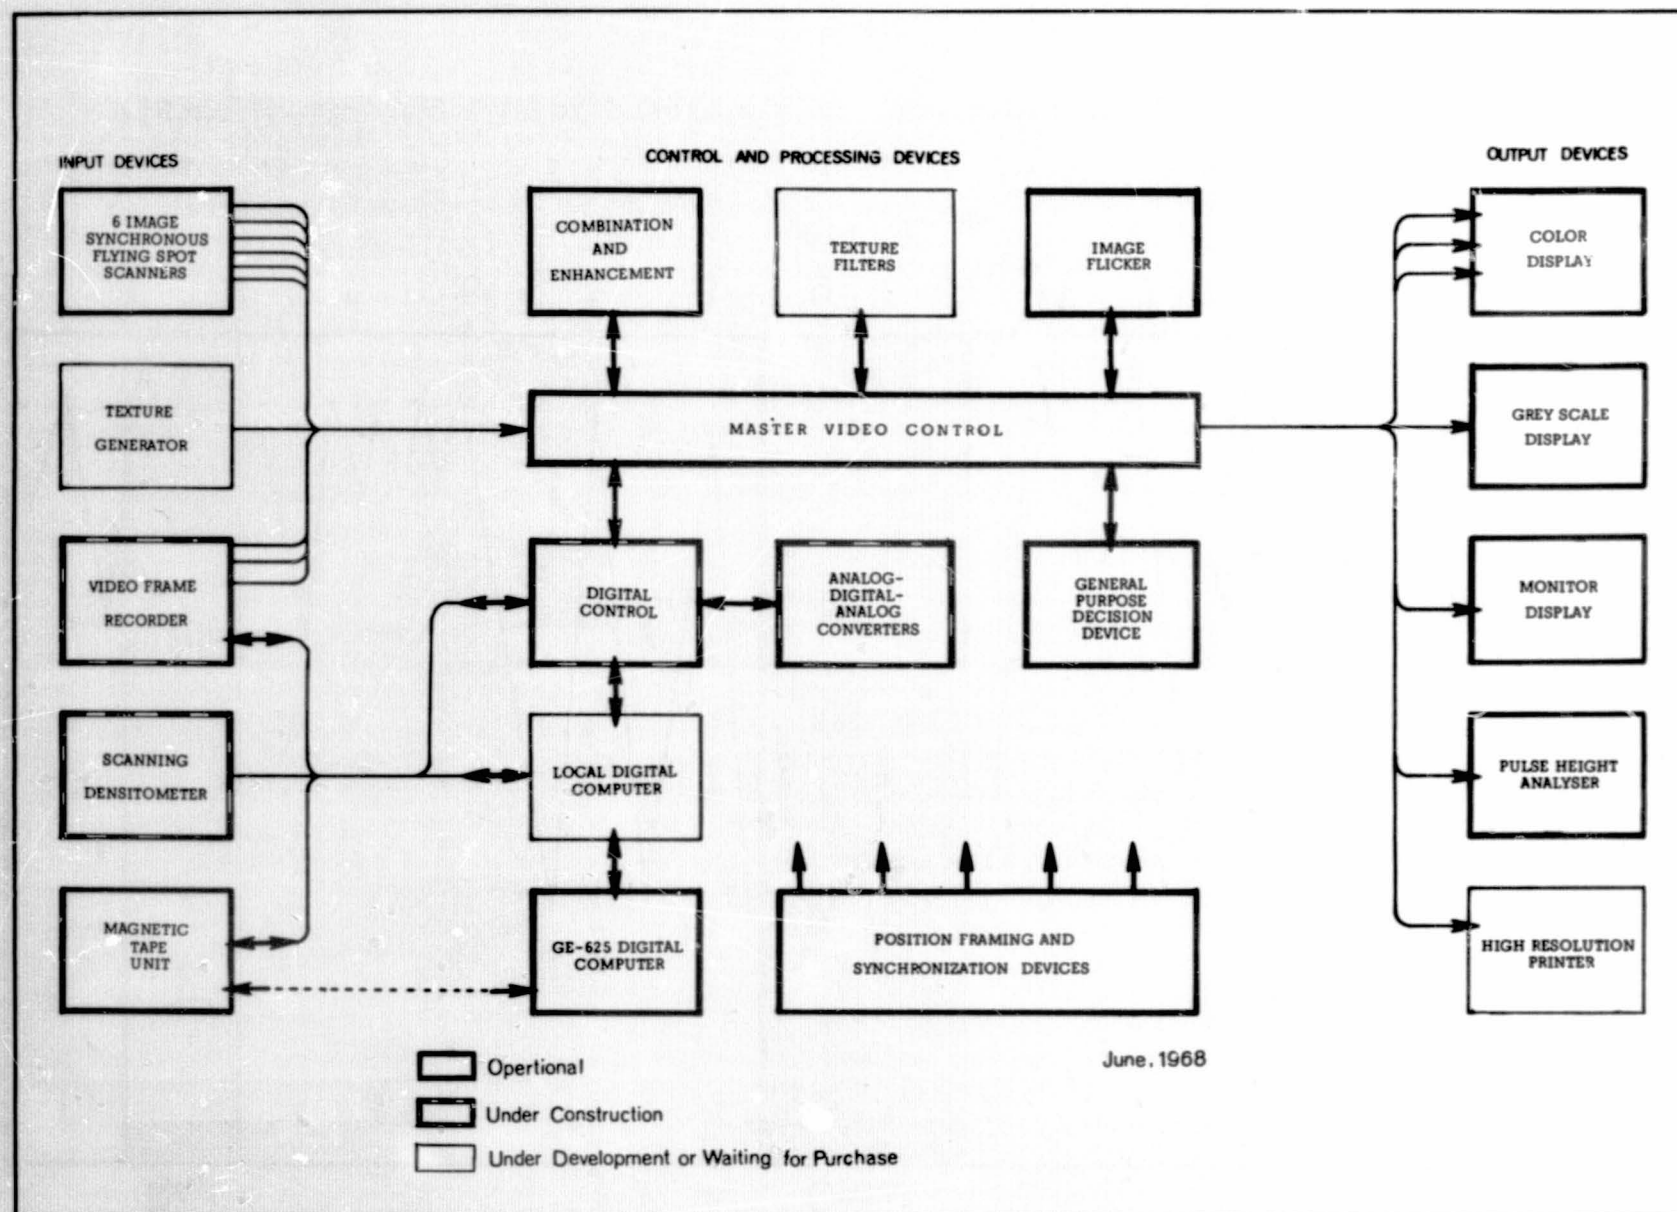 INPUT DEVICES
CONTROL AND PROCESSING DEVICES
OUTPUT DEVICES
6 IMAGE
SYNCHRONOUS
FLYING SPOT
SCANNERS
COMBINATION
AND
ENHANCEMENT
TEXTURE
FILTERS
IMAGE
FLICKER
COLOR
DISPLAY
TEXTURE
GENERATOR
MASTER VIDEO CONTROL
GREY SCALE
DISPLAY
VIDEO FRAME
RECORDER
DIGITAL
CONTROL
ANALOG-
DIGITAL-
ANALOG
CONVERTERS
GENERAL
PURPOSE
DECISION
DEVICE
MONITOR
DISPLAY
SCANNING
DENSITOMETER
LOCAL DIGITAL
COMPUTER
PULSE HEIGHT
ANALYSER
MAGNETIC
TAPE
UNIT
GE-625 DIGITAL
COMPUTER
POSITION FRAMING AND
SYNCHRONIZATION DEVICES
HIGH RESOLUTION
PRINTER
June.1968
Opertional
Under Construction
Under Development or Waiting for Purchase